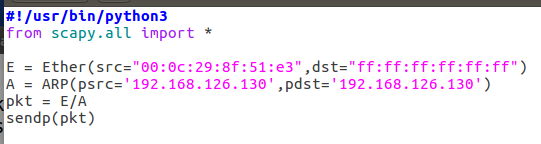 #!/usr/bin/python3
from scapy.all import *
E = Ether(src="00:0c:29:8f:51:e3",dst="ff:ff:ff:ff:ff:ff")
A = ARP(psrc='192.168.126.130',pdst='192.168.126.130')
pkt = E/A
sendp(pkt)